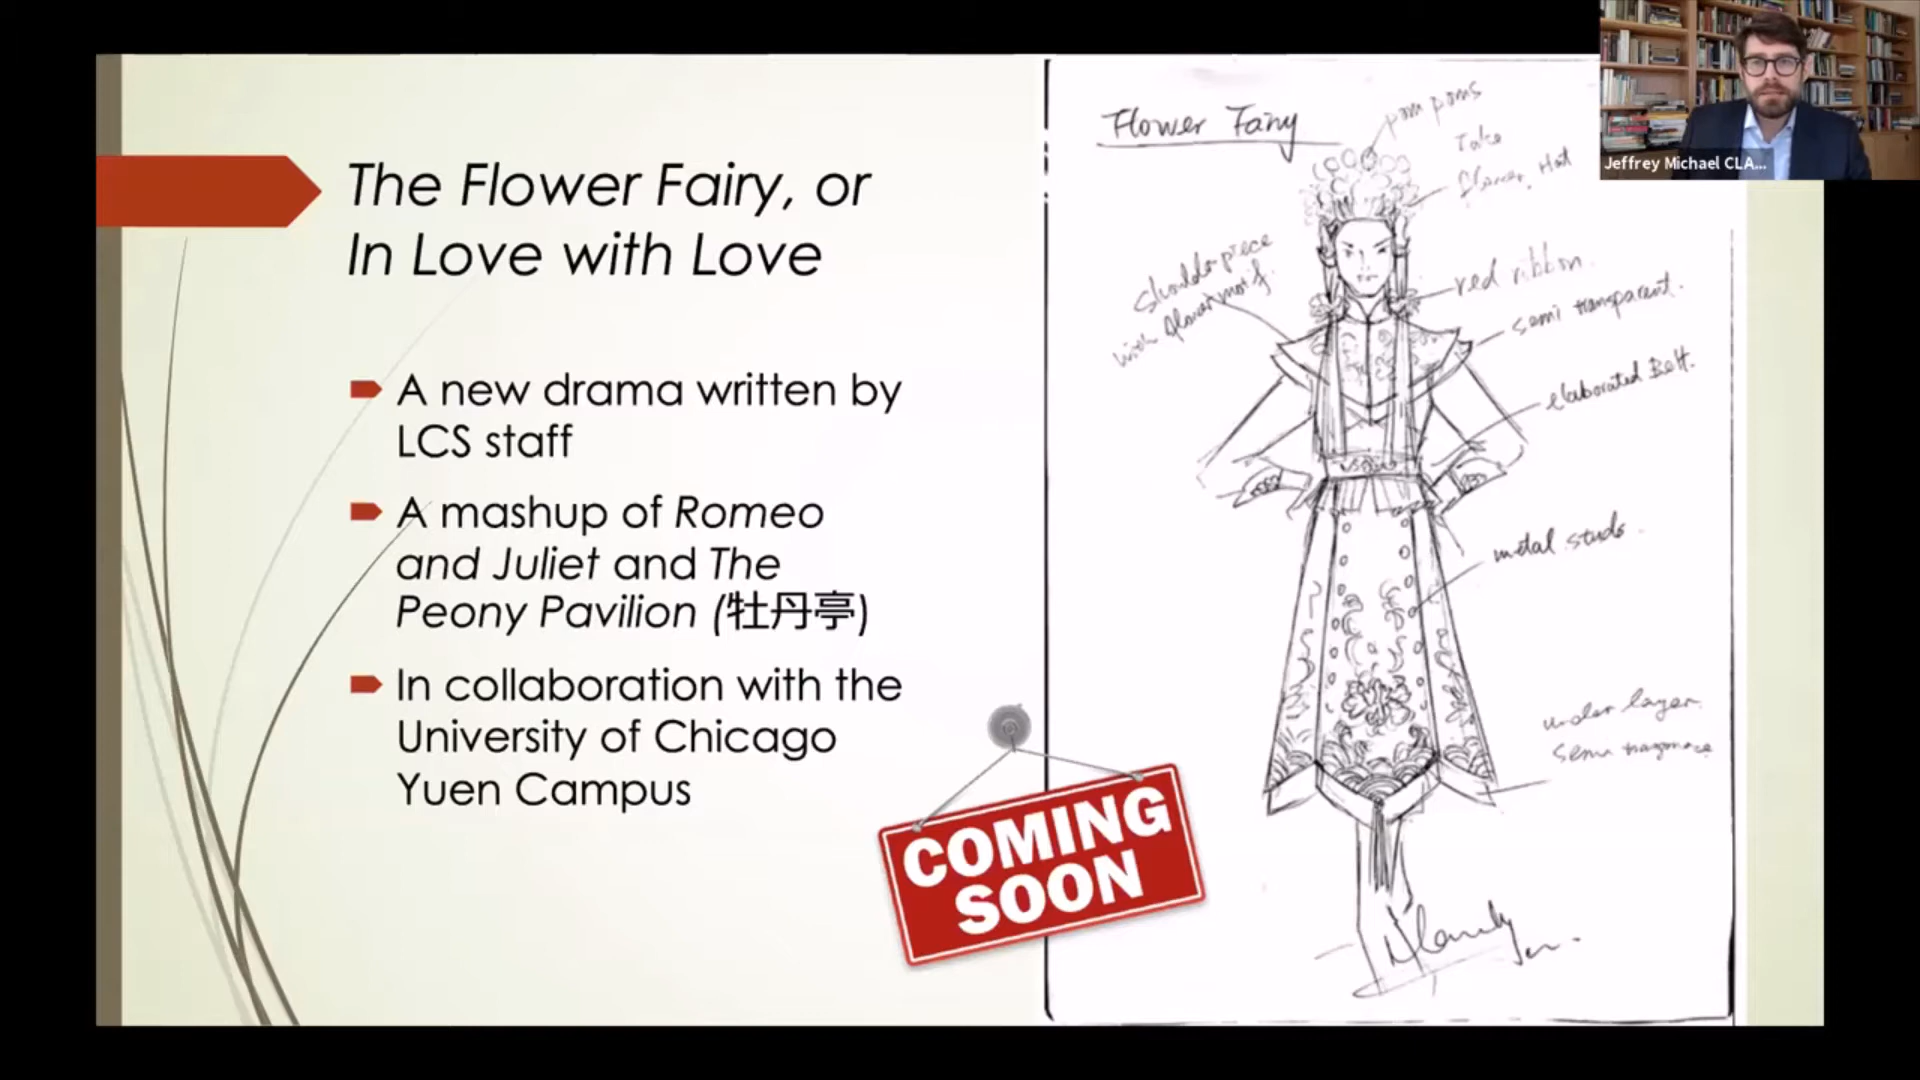 The Flower Fairy, or
In Love with Love
A new drama written by
LCS staff
A mashup of Romeo
and Juliet and The
Peony Pavilion (牡丹亭)
In collaboration with the
University of Chicago
Yuen Campus
COMING
SOON
Flower Fairy
pom poms
Take
flower Hat
shoulder piece
with flower motif
red ribbon.
semi transparent.
elaborated Belt.
metal studs.
under layer
semi
Jeffrey Michael CLA...